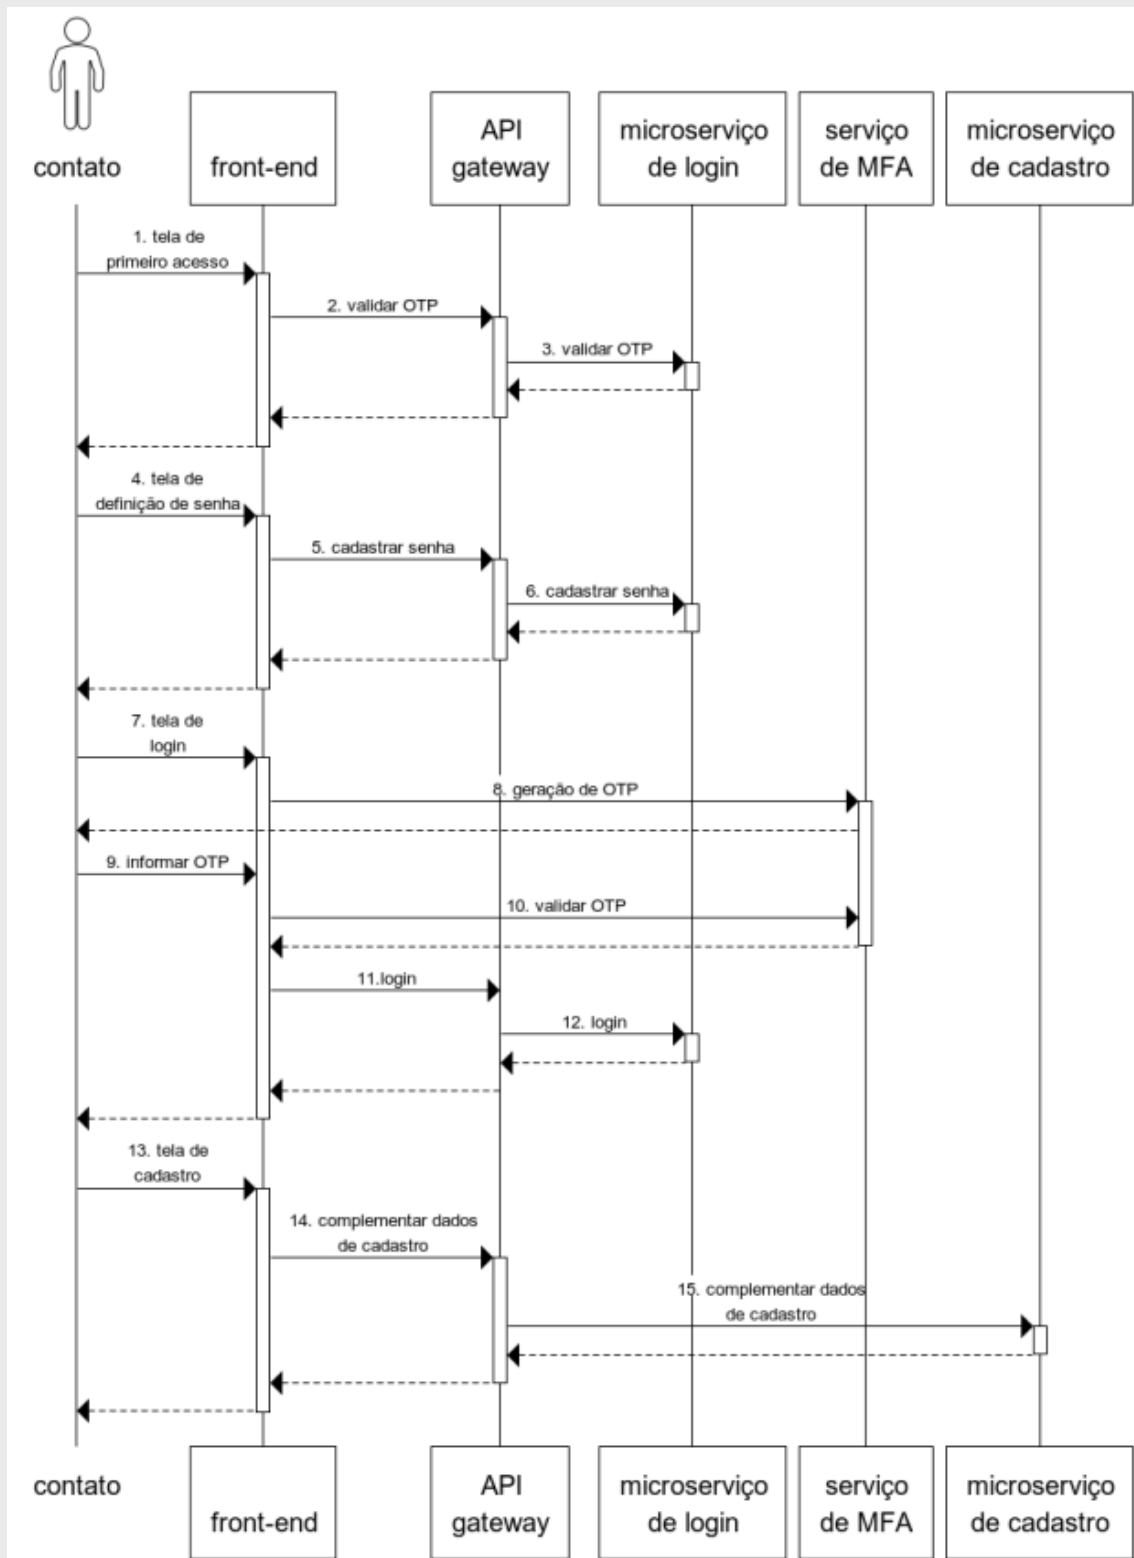 contato
front-end
API
gateway
microserviço
de login
serviço
de MFA
microserviço
de cadastro
1. tela de
primeiro acesso
2. validar OTP
3. validar OTP
4. tela de
definição de senha
5. cadastrar senha
6. cadastrar senha
7. tela de
login
8. geração de OTP
9. informar OTP
10. validar OTP
11.login
12. login
13. tela de
cadastro
14. complementar dados
de cadastro
15. complementar dados
de cadastro
contato
front-end
API
gateway
microserviço
de login
serviço
de MFA
microserviço
de cadastro